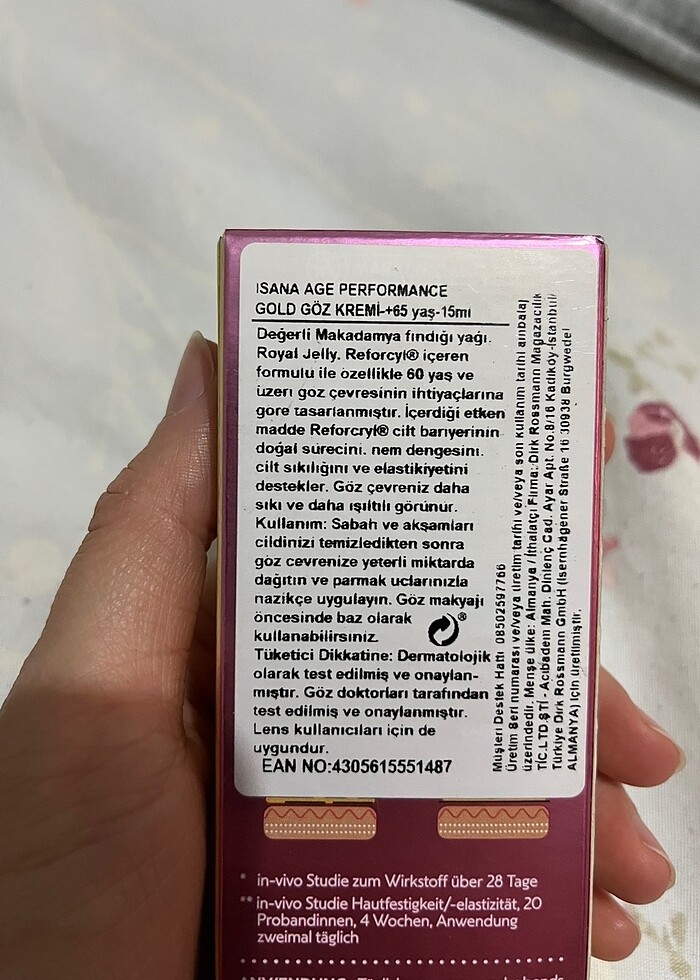 ISANA AGE PERFORMANCE
GOLD GÖZ KREMİ-+65 yaş-15ml
Değerli Makadamya fındığı yağı.
Royal Jelly. Reforcyl® içeren
formulu ile özellikle 60 yaş ve
üzeri goz çevresinin ihtiyaçlarına
gore tasarlanmıştır. İçerdiği etken
madde Reforcryl® cilt barıyerinin
doğal sürecini. nem dengesini.
cilt sıkılığını ve elastikiyetini
destekler. Göz çevreniz daha
sıkı ve daha ışıltılı görünür.
Kullanım: Sabah ve akşamları
cildinizi temizledikten sonra
göz cevrenize yeterli miktarda
dağıtın ve parmak uclarınızla
nazikçe uygulayın. Göz makyajı
öncesinde baz olarak
kullanabilirsiniz.
Tüketici Dikkatine: Dermatolojik
olarak test edilmiş ve onaylan-
mıştır. Göz doktorları tarafından
test edilmiş ve onaylanmıştır.
Lens kullanıcıları için de
uygundur.
EAN NO:4305615551487
Müşteri Destek Hattı 08502597766
Üretim Seri numarası ve/veya üretim tarihi ve/veya son kullanım tarihi ambalaj
üzerindedir. Menşe ülke: Almanya / İthalatçı Firma: Dirk Rossmann Mağazacılık
TİC.LTD.ŞTİ - Acıbadem Mah. Dinlenç Cad. Ayar Apt. No.8/16 Kadıköy-İstanbul/
Türkiye Dirk Rossmann GmbH (Isernhägener Straße 16 30938 Burgwedel
ALMANYA) için üretilmiştir.
* in-vivo Studie zum Wirkstoff über 28 Tage
** in-vivo Studie Hautfestigkeit/-elastizität, 20
Probandinnen, 4 Wochen, Anwendung
zweimal täglich